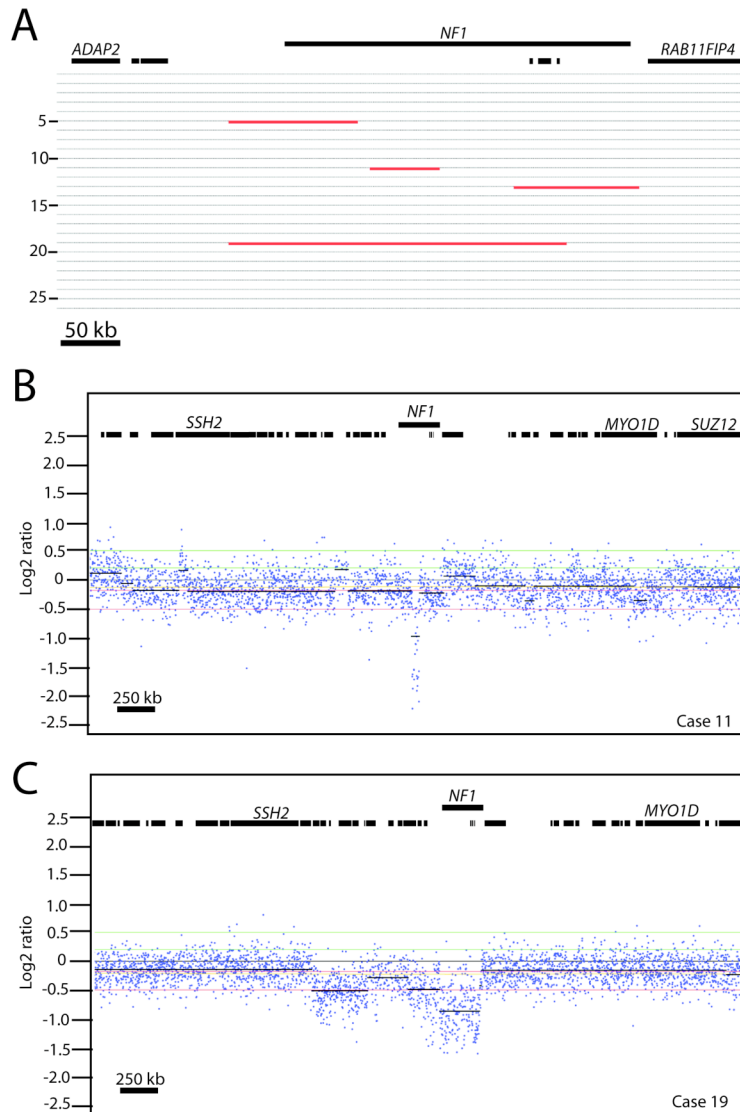 A
ADAP2
NF1
RAB11FIP4
5
10
15
20
25
50 kb
B
NF1
SSH2
MYO1D
SUZ12
2.5
2.0
1.5
1.0
0.5
0
-0.5
-1.0
-1.5
-2.0
-2.5
Log2 ratio
250 kb
Case 11
C
NF1
SSH2
MYO1D
2.5
2.0
1.5
1.0
0.5
0
-0.5
-1.0
-1.5
-2.0
-2.5
Log2 ratio
250 kb
Case 19